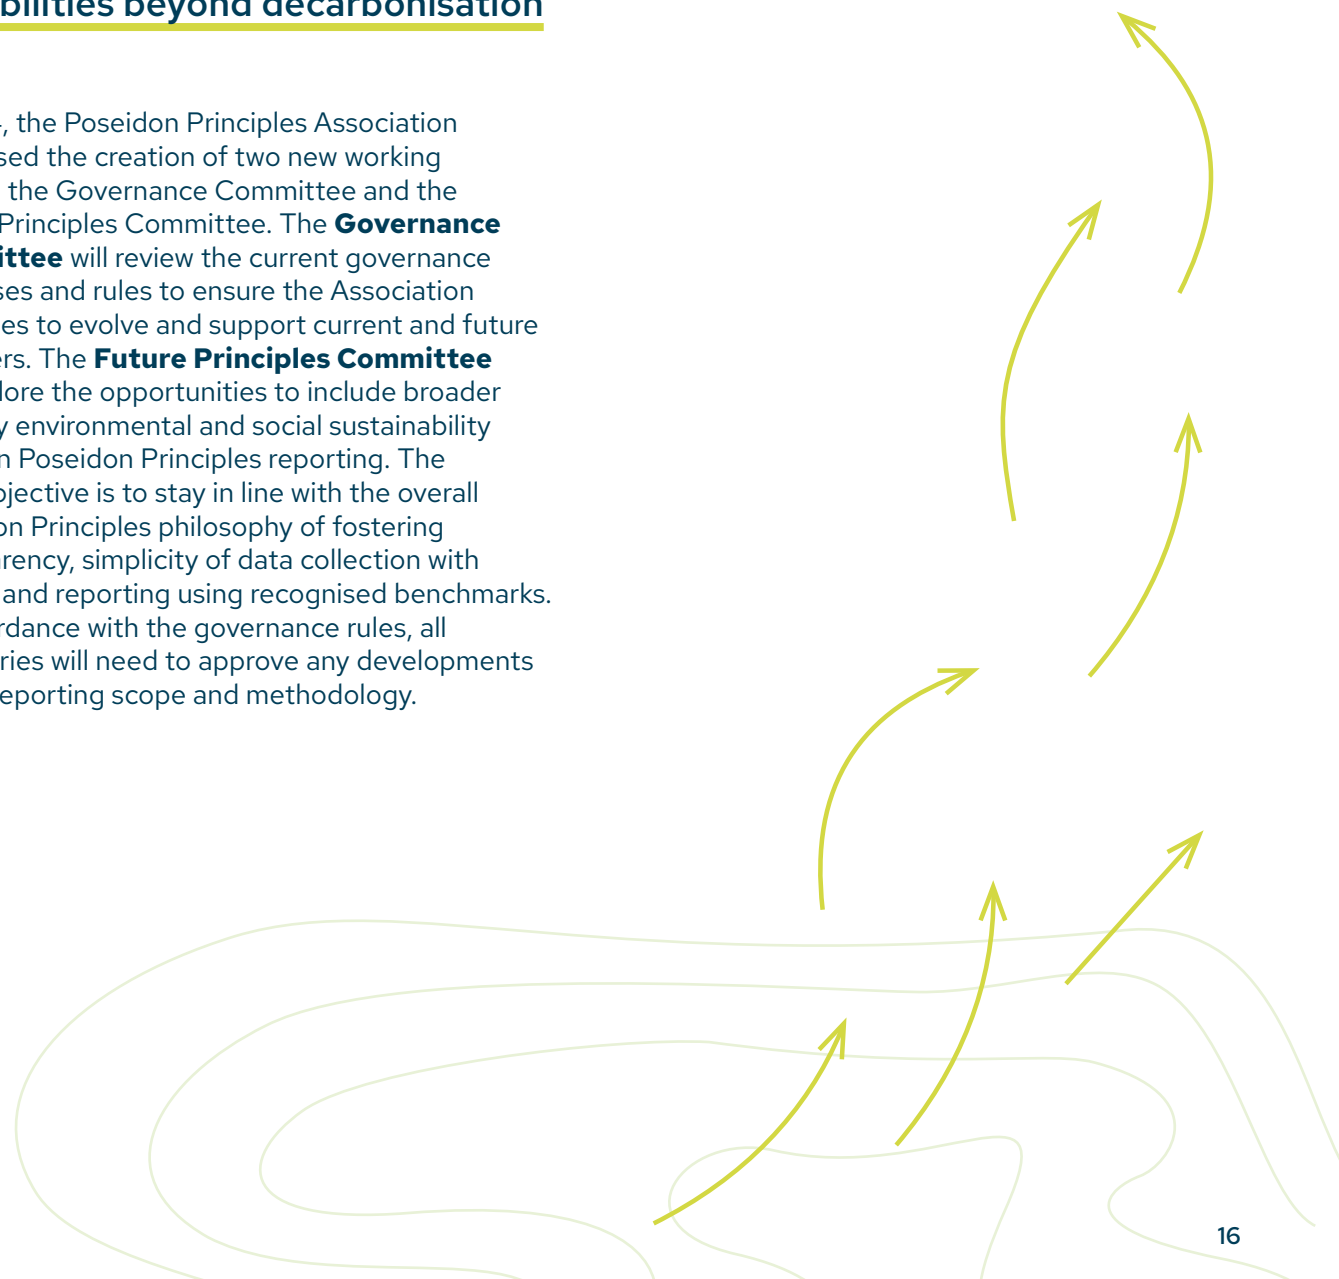 bilities beyond decarbonisation
, the Poseidon Principles Association
sed the creation of two new working
the Governance Committee and the
Principles Committee. The Governance
ittee will review the current governance
ses and rules to ensure the Association
es to evolve and support current and future
ers. The Future Principles Committee
lore the opportunities to include broader
y environmental and social sustainability
n Poseidon Principles reporting. The
bjective is to stay in line with the overall
on Principles philosophy of fostering
arency, simplicity of data collection with
and reporting using recognised benchmarks.
rdance with the governance rules, all
ries will need to approve any developments
eporting scope and methodology.
16